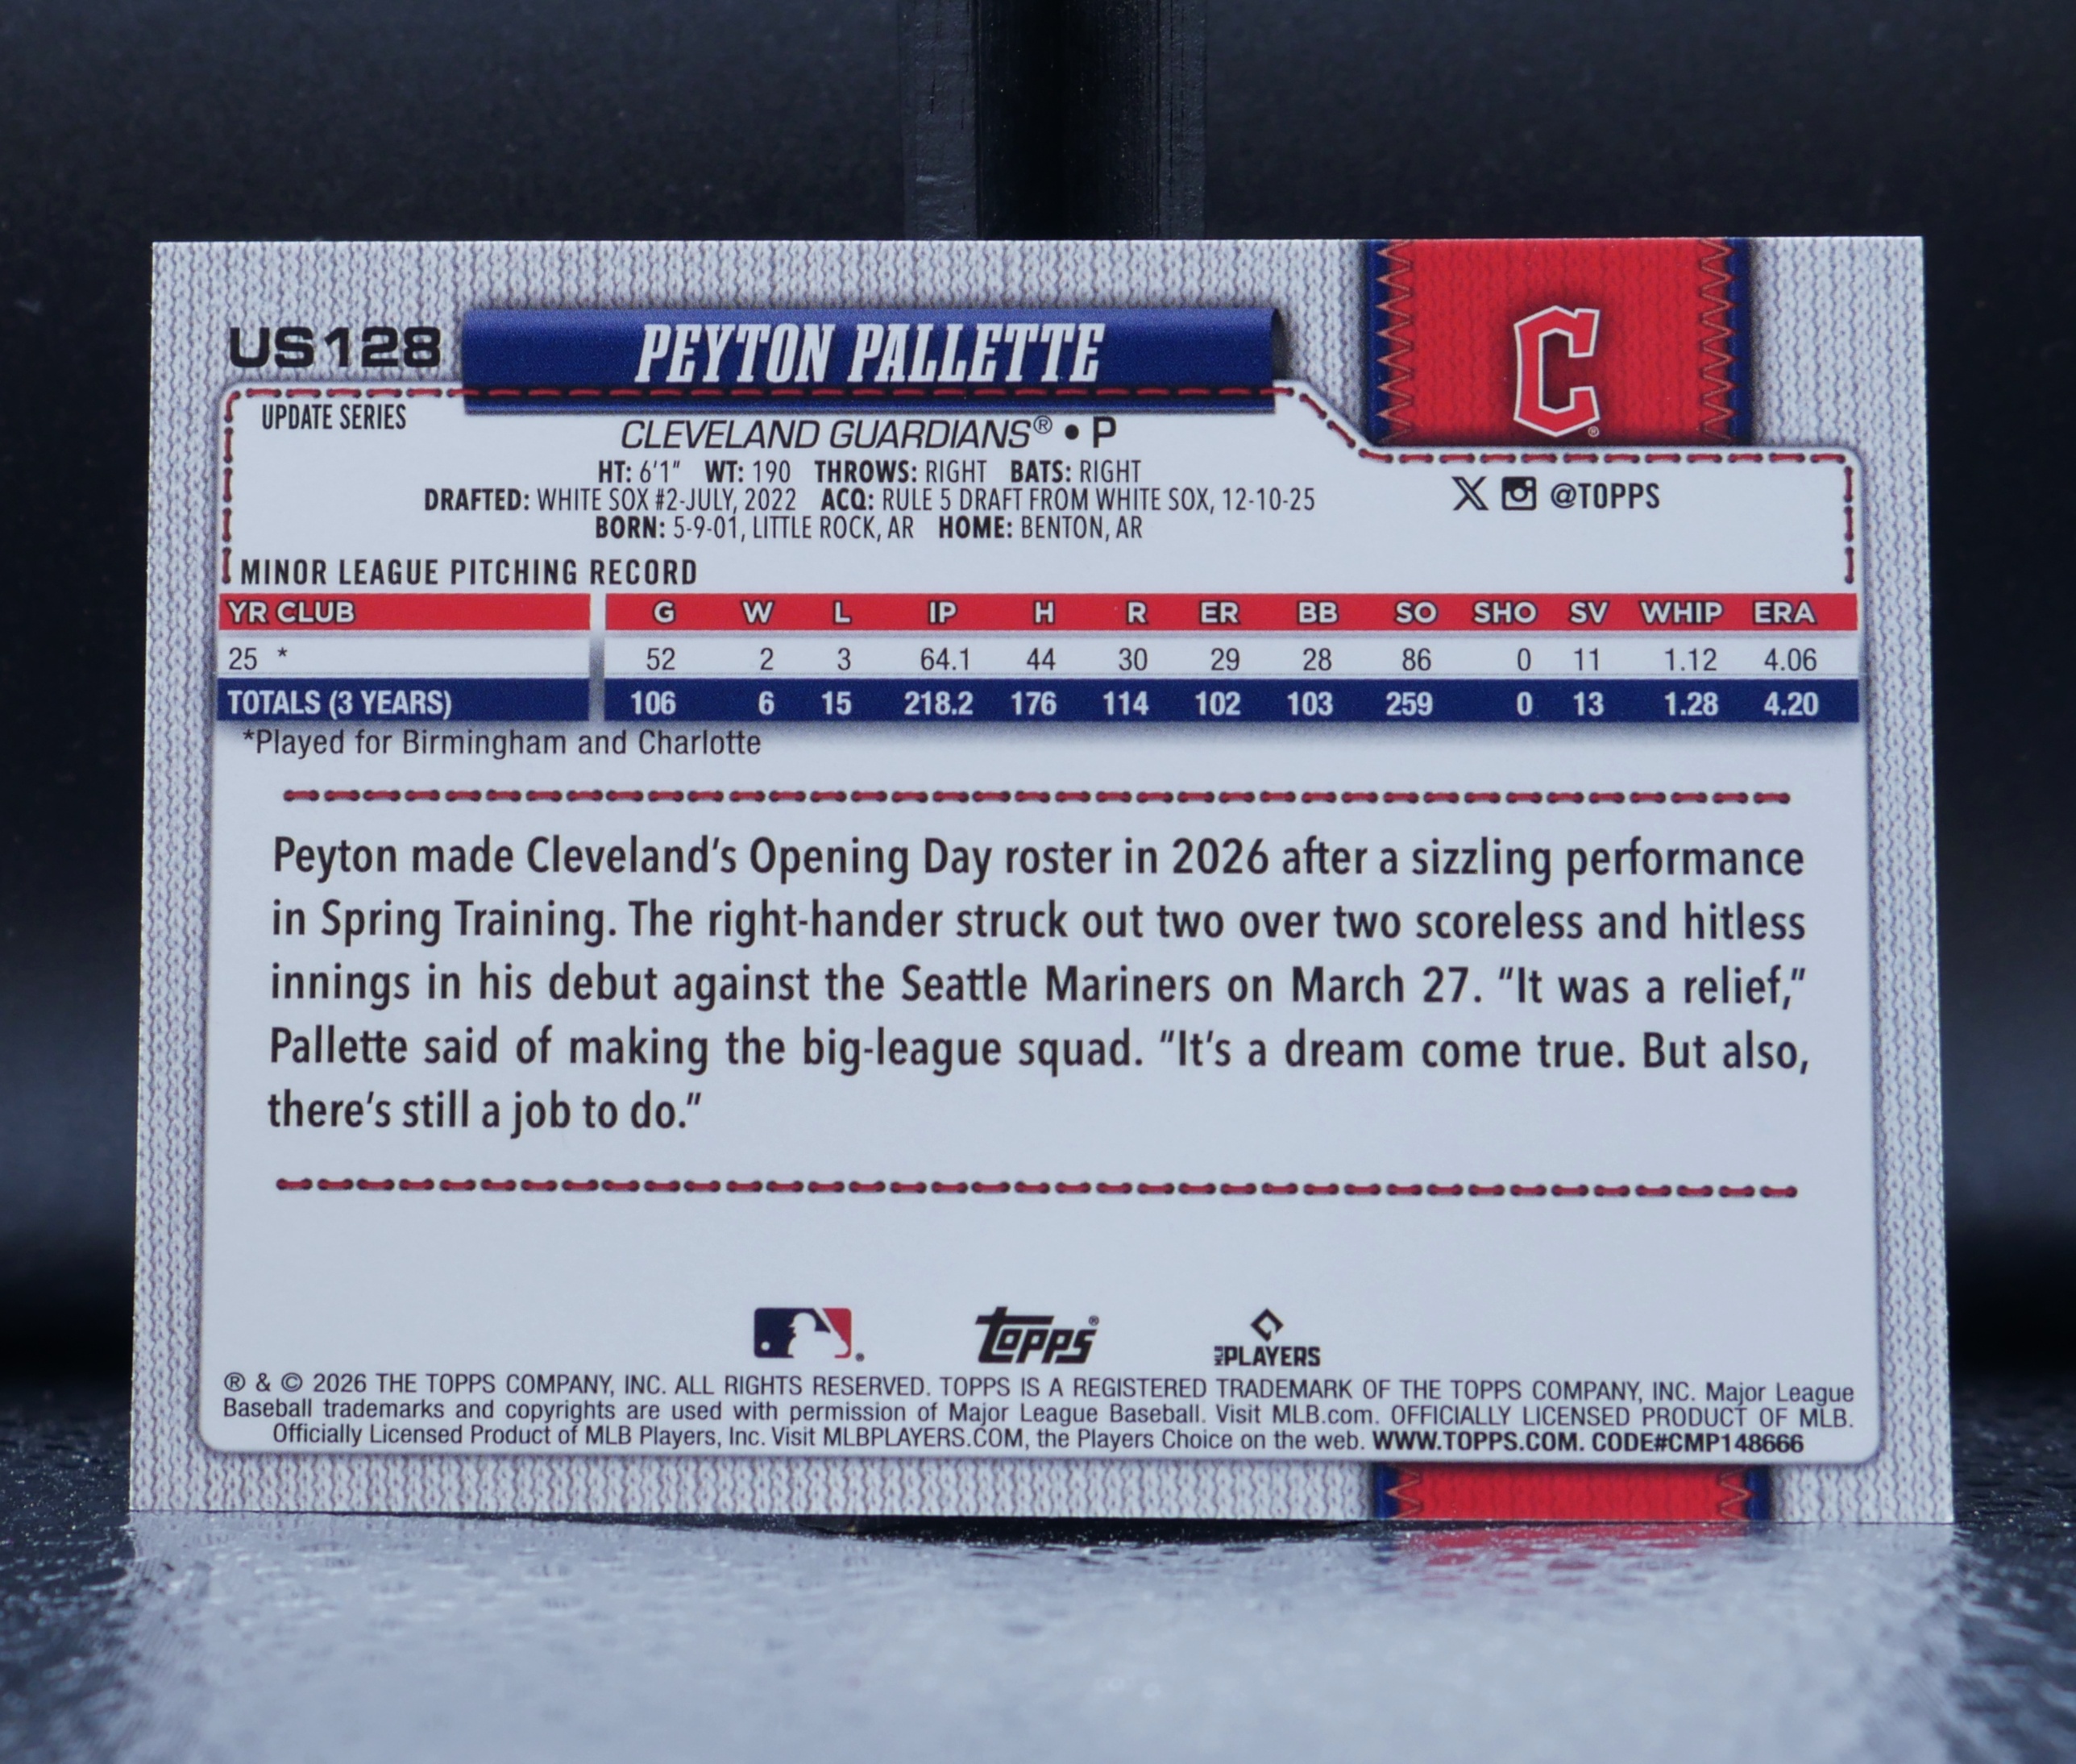 US128
PEYTON PALLETTE
C
®
UPDATE SERIES
CLEVELAND GUARDIANS® • P
HT: 6'1" WT: 190 THROWS: RIGHT BATS: RIGHT
DRAFTED: WHITE SOX #2-JULY, 2022 ACQ: RULE 5 DRAFT FROM WHITE SOX, 12-10-25
BORN: 5-9-01, LITTLE ROCK, AR HOME: BENTON, AR
X @TOPPS
MINOR LEAGUE PITCHING RECORD
YR CLUB G W L IP H R ER BB SO SHO SV WHIP ERA
25 * 52 2 3 64.1 44 30 29 28 86 0 11 1.12 4.06
TOTALS (3 YEARS) 106 6 15 218.2 176 114 102 103 259 0 13 1.28 4.20
*Played for Birmingham and Charlotte
Peyton made Cleveland's Opening Day roster in 2026 after a sizzling performance
in Spring Training. The right-hander struck out two over two scoreless and hitless
innings in his debut against the Seattle Mariners on March 27. "It was a relief,"
Pallette said of making the big-league squad. "It's a dream come true. But also,
there's still a job to do."
topps®
MLB PLAYERS
® & © 2026 THE TOPPS COMPANY, INC. ALL RIGHTS RESERVED. TOPPS IS A REGISTERED TRADEMARK OF THE TOPPS COMPANY, INC. Major League
Baseball trademarks and copyrights are used with permission of Major League Baseball. Visit MLB.com. OFFICIALLY LICENSED PRODUCT OF MLB.
Officially Licensed Product of MLB Players, Inc. Visit MLBPLAYERS.COM, the Players Choice on the web. WWW.TOPPS.COM. CODE#CMP148666